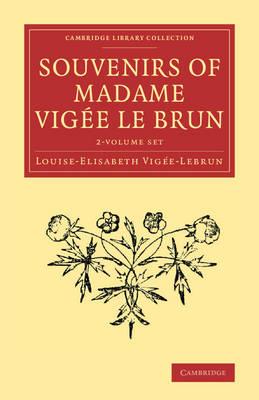 CAMBRIDGE LIBRARY COLLECTION
SOUVENIRS OF
MADAME
VIGÉE LE BRUN
2-VOLUME SET
LOUISE-ELISABETH VIGÉE-LEBRUN
CAMBRIDGE